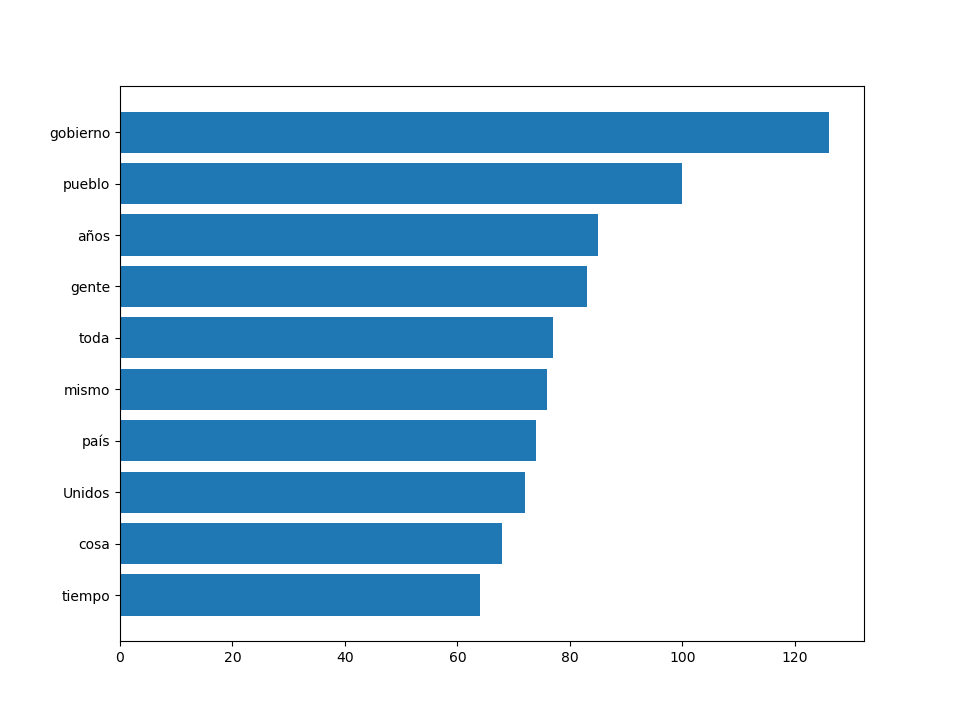 gobierno
pueblo
años
gente
toda
mismo
país
Unidos
cosa
tiempo
0 20 40 60 80 100 120